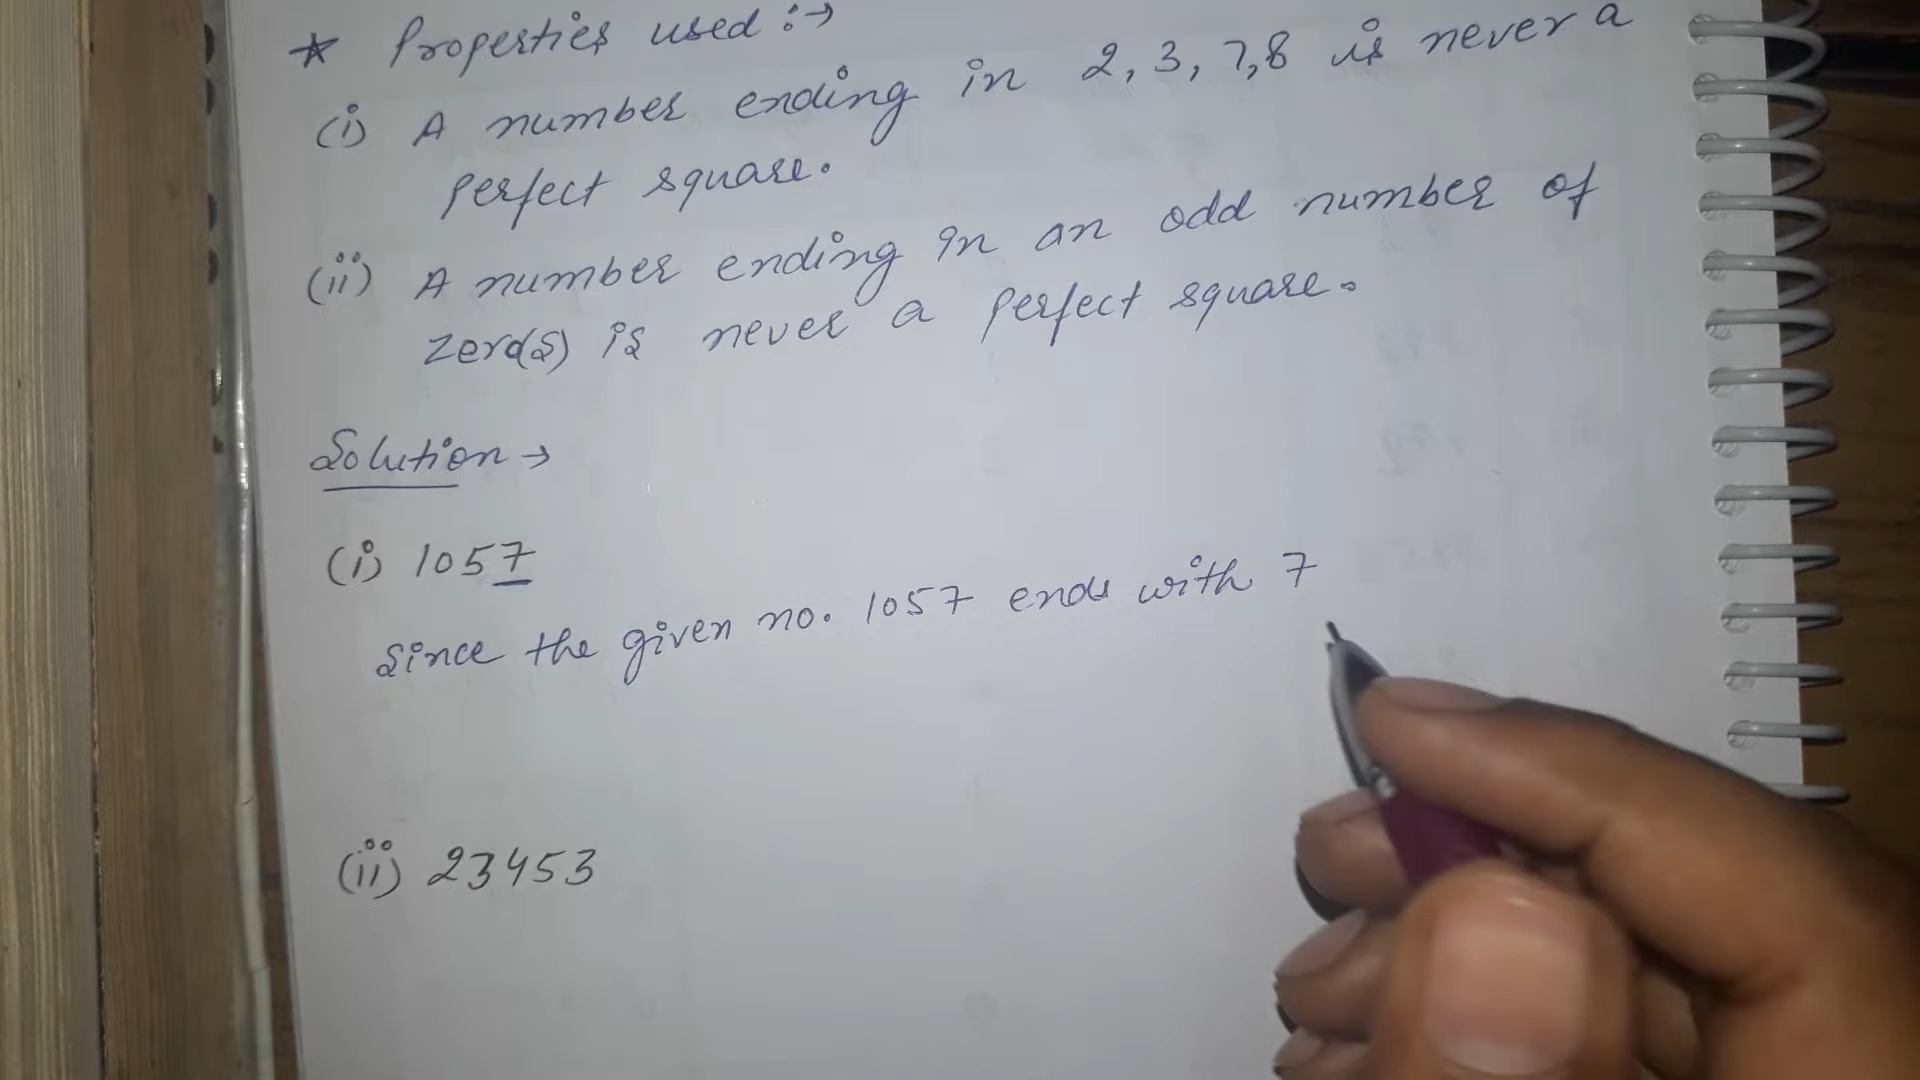 * Properties used :→
(i) A number ending in 2, 3, 7, 8 is never a
perfect square.
(ii) A number ending in an odd number of
zero(s) is never a perfect square.
Solution →
(i) 1057
Since the given no. 1057 ends with 7
(ii) 23453